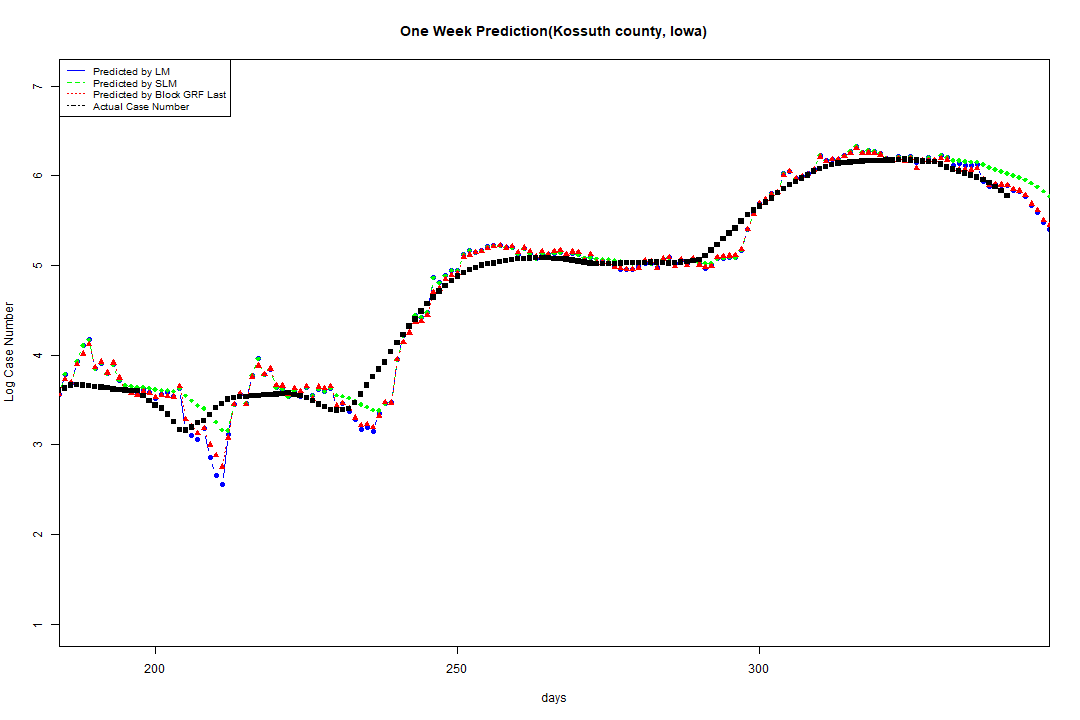 One Week Prediction(Kossuth county, Iowa)
Predicted by LM
Predicted by SLM
Predicted by Block GRF Last
Actual Case Number
7
6
5
4
3
2
1
Log Case Number
200
250
300
days